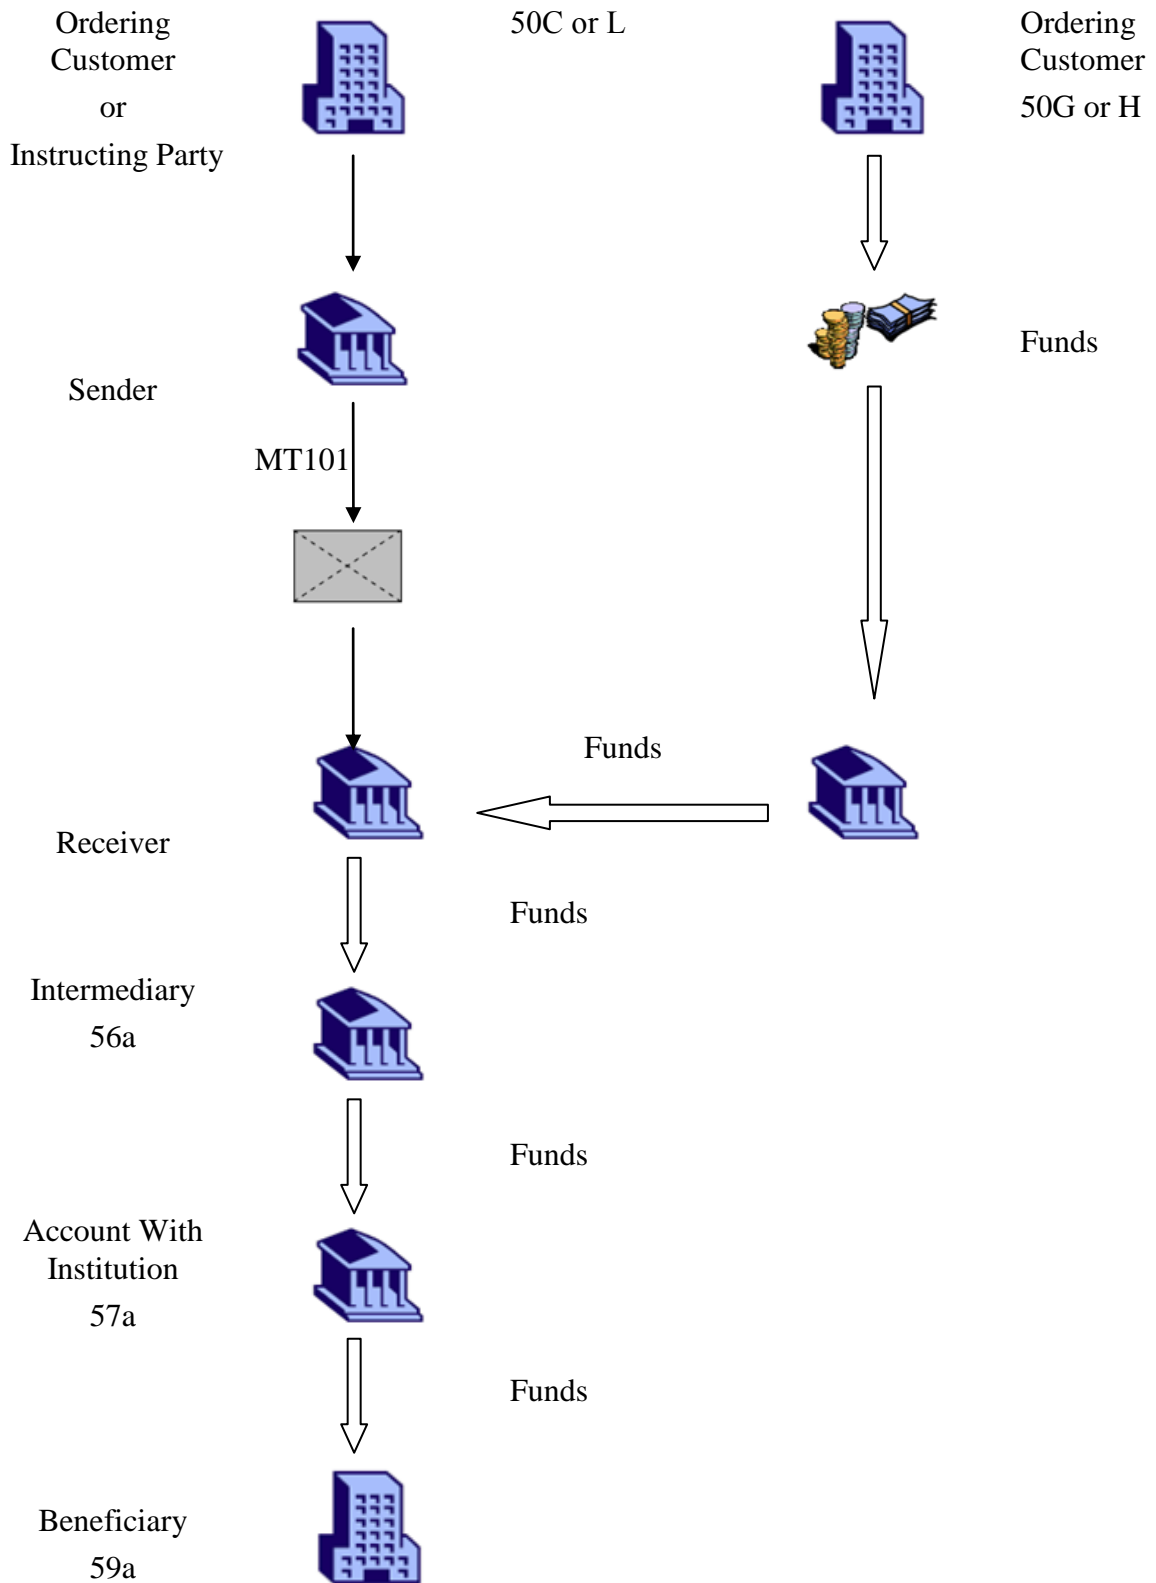 Ordering
Customer
or
Instructing Party
50C or L
Ordering
Customer
50G or H
Sender
Funds
MT101
Funds
Receiver
Funds
Intermediary
56a
Funds
Account With
Institution
57a
Funds
Beneficiary
59a